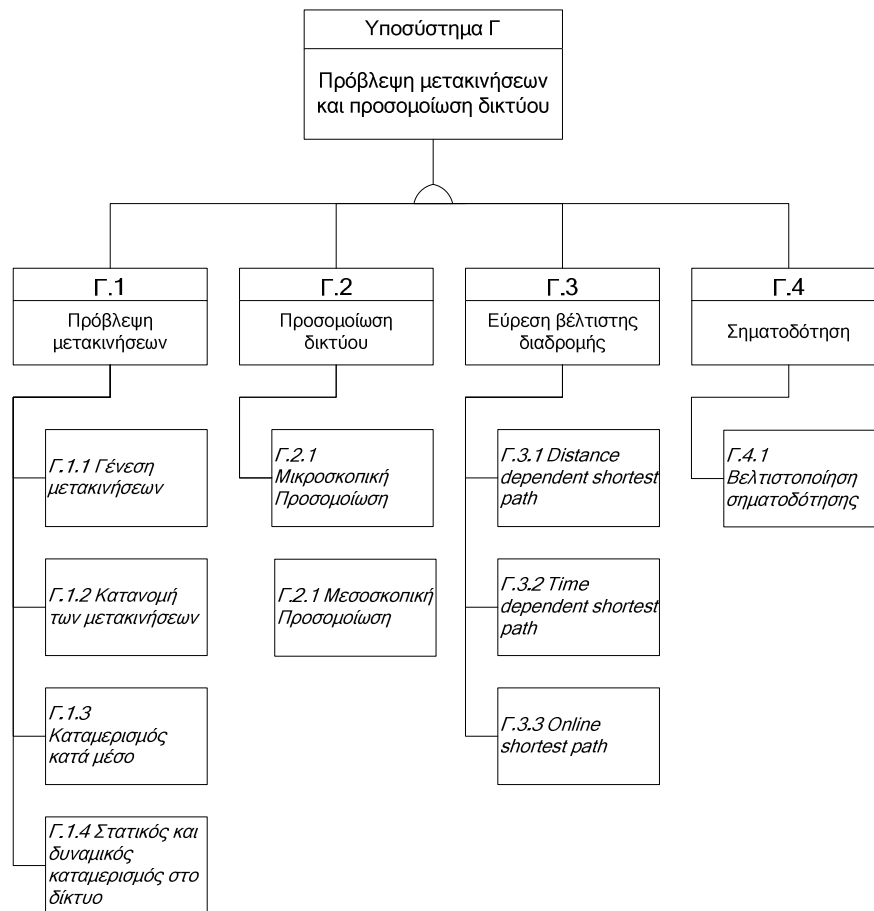 Υποσύστημα Γ
Πρόβλεψη μετακινήσεων
και προσομοίωση δικτύου
Γ.1
Πρόβλεψη
μετακινήσεων
Γ.1.1 Γένεση
μετακινήσεων
Γ.1.2 Κατανομή
των μετακινήσεων
Γ.1.3
Καταμερισμός
κατά μέσο
Γ.1.4 Στατικός και
δυναμικός
καταμερισμός στο
δίκτυο
Γ.2
Προσομοίωση
δικτύου
Γ.2.1
Μικροσκοπική
Προσομοίωση
Γ.2.1 Μεσοσκοπική
Προσομοίωση
Γ.3
Εύρεση βέλτιστης
διαδρομής
Γ.3.1 Distance
dependent shortest
path
Γ.3.2 Time
dependent shortest
path
Γ.3.3 Online
shortest path
Γ.4
Σηματοδότηση
Γ.4.1
Βελτιστοποίηση
σηματοδότησης